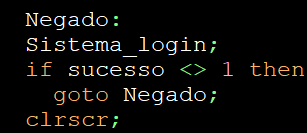 Negado:
Sistema_login;
if sucesso <> 1 then
goto Negado;
clrscr;